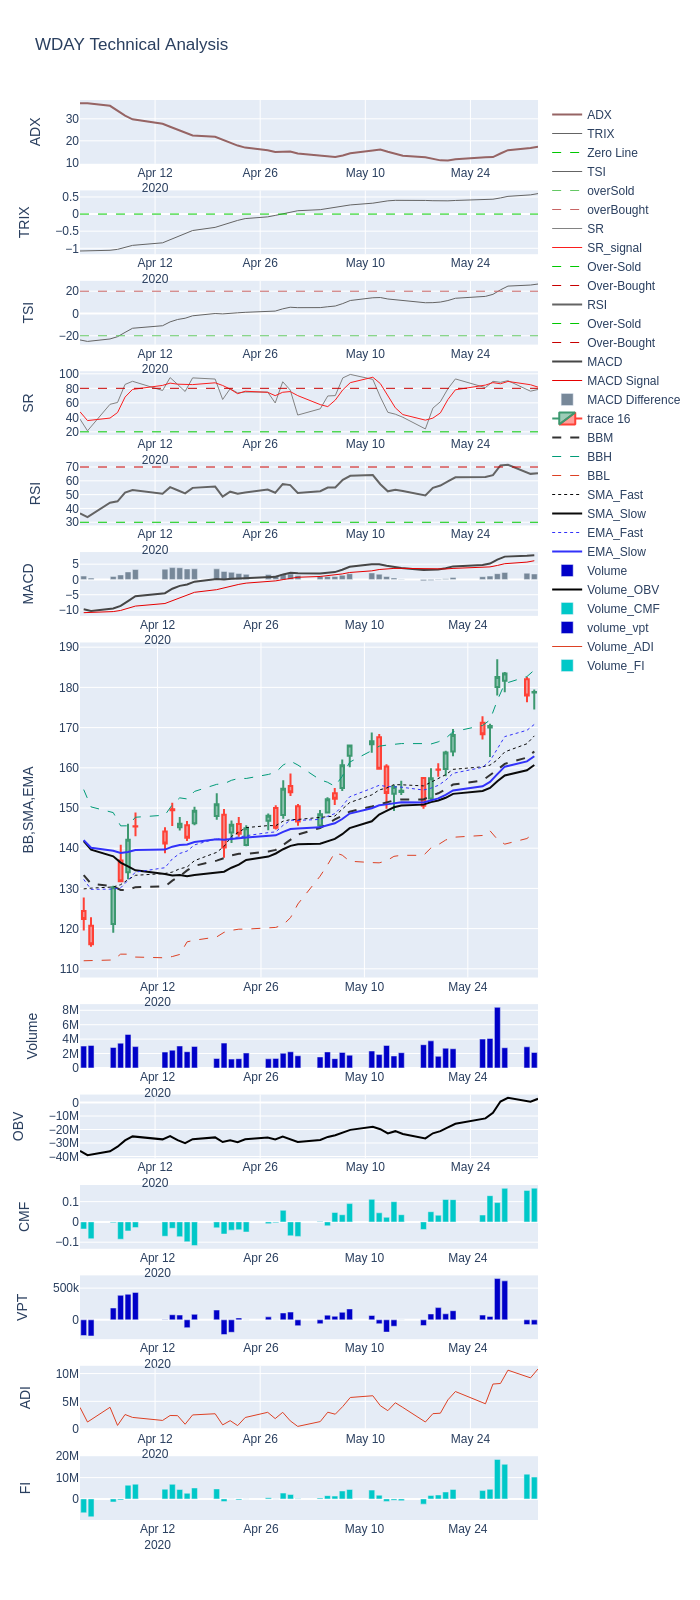 WDAY Technical Analysis
ADX
30
20
10
Apr 12
2020
Apr 26
May 10
May 24
TRIX
0.5
0
−0.5
−1
Apr 12
2020
Apr 26
May 10
May 24
TSI
20
0
−20
Apr 12
2020
Apr 26
May 10
May 24
SR
100
80
60
40
20
Apr 12
2020
Apr 26
May 10
May 24
RSI
70
60
50
40
30
Apr 12
2020
Apr 26
May 10
May 24
MACD
5
0
−5
−10
Apr 12
2020
Apr 26
May 10
May 24
BB,SMA,EMA
190
180
170
160
150
140
130
120
110
Apr 12
2020
Apr 26
May 10
May 24
Volume
8M
6M
4M
2M
0
Apr 12
2020
Apr 26
May 10
May 24
OBV
0
−10M
−20M
−30M
−40M
Apr 12
2020
Apr 26
May 10
May 24
CMF
0.1
0
−0.1
Apr 12
2020
Apr 26
May 10
May 24
VPT
500k
0
Apr 12
2020
Apr 26
May 10
May 24
ADI
10M
5M
0
Apr 12
2020
Apr 26
May 10
May 24
FI
20M
10M
0
Apr 12
2020
Apr 26
May 10
May 24
ADX
TRIX
Zero Line
TSI
overSold
overBought
SR
SR_signal
Over-Sold
Over-Bought
RSI
Over-Sold
Over-Bought
MACD
MACD Signal
MACD Difference
trace 16
BBM
BBH
BBL
SMA_Fast
SMA_Slow
EMA_Fast
EMA_Slow
Volume
Volume_OBV
Volume_CMF
volume_vpt
Volume_ADI
Volume_FI